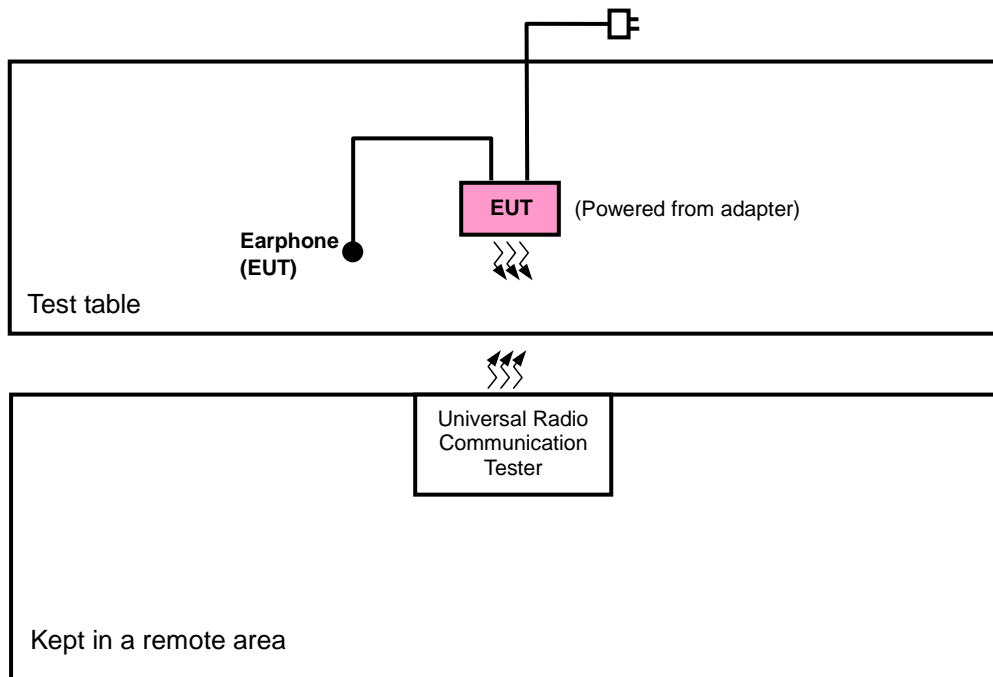 EUT
(Powered from adapter)
Earphone
(EUT)
Test table
Universal Radio
Communication
Tester
Kept in a remote area